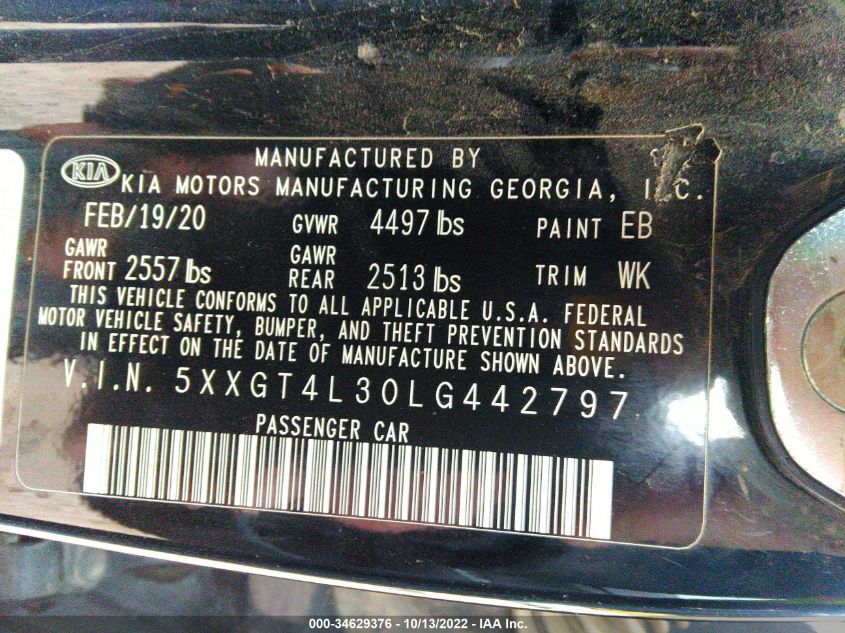 MANUFACTURED BY
KIA KIA MOTORS MANUFACTURING GEORGIA,
FEB/19/20 GVWR 4497 lbs PAINT EB
GAWR FRONT 2557 lbs GAWR REAR 2513 lbs TRIM WK
THIS VEHICLE CONFORMS TO ALL APPLICABLE U.S.A. FEDERAL
MOTOR VEHICLE SAFETY, BUMPER, AND THEFT PREVENTION STANDARDS
IN EFFECT ON THE DATE OF MANUFACTURE SHOWN ABOVE.
V.I.N. 5XXGT4L30LG442797
PASSENGER CAR
000-34629376 - 10/13/2022 - IAA Inc.